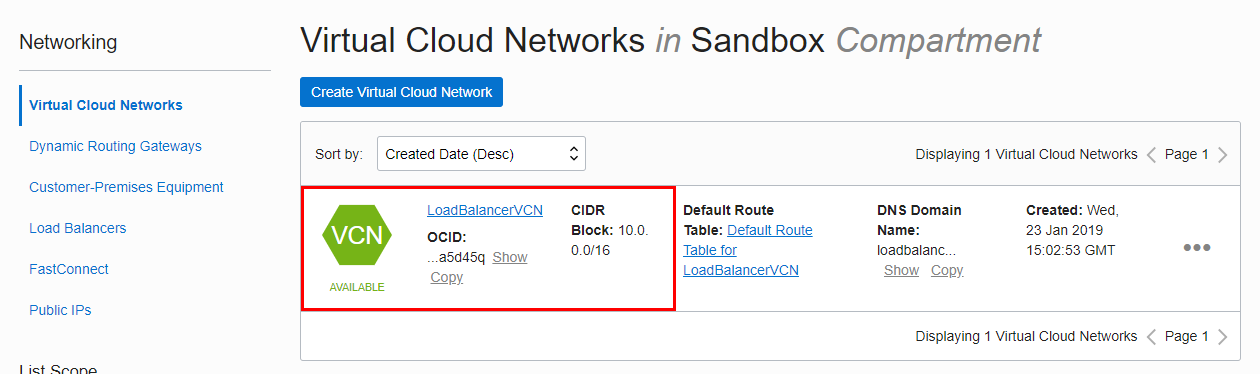 Networking
Virtual Cloud Networks
Dynamic Routing Gateways
Customer-Premises Equipment
Load Balancers
FastConnect
Public IPs
List Scope
Virtual Cloud Networks in Sandbox Compartment
Create Virtual Cloud Network
Sort by: Created Date (Desc)
Displaying 1 Virtual Cloud Networks Page 1
VCN
AVAILABLE
LoadBalancerVCN
OCID:
...a5d45q Show
Copy
CIDR
Block: 10.0.
0.0/16
Default Route
Table: Default Route
Table for
LoadBalancerVCN
DNS Domain
Name:
loadbalanc...
Show Copy
Created: Wed,
23 Jan 2019
15:02:53 GMT
Displaying 1 Virtual Cloud Networks Page 1